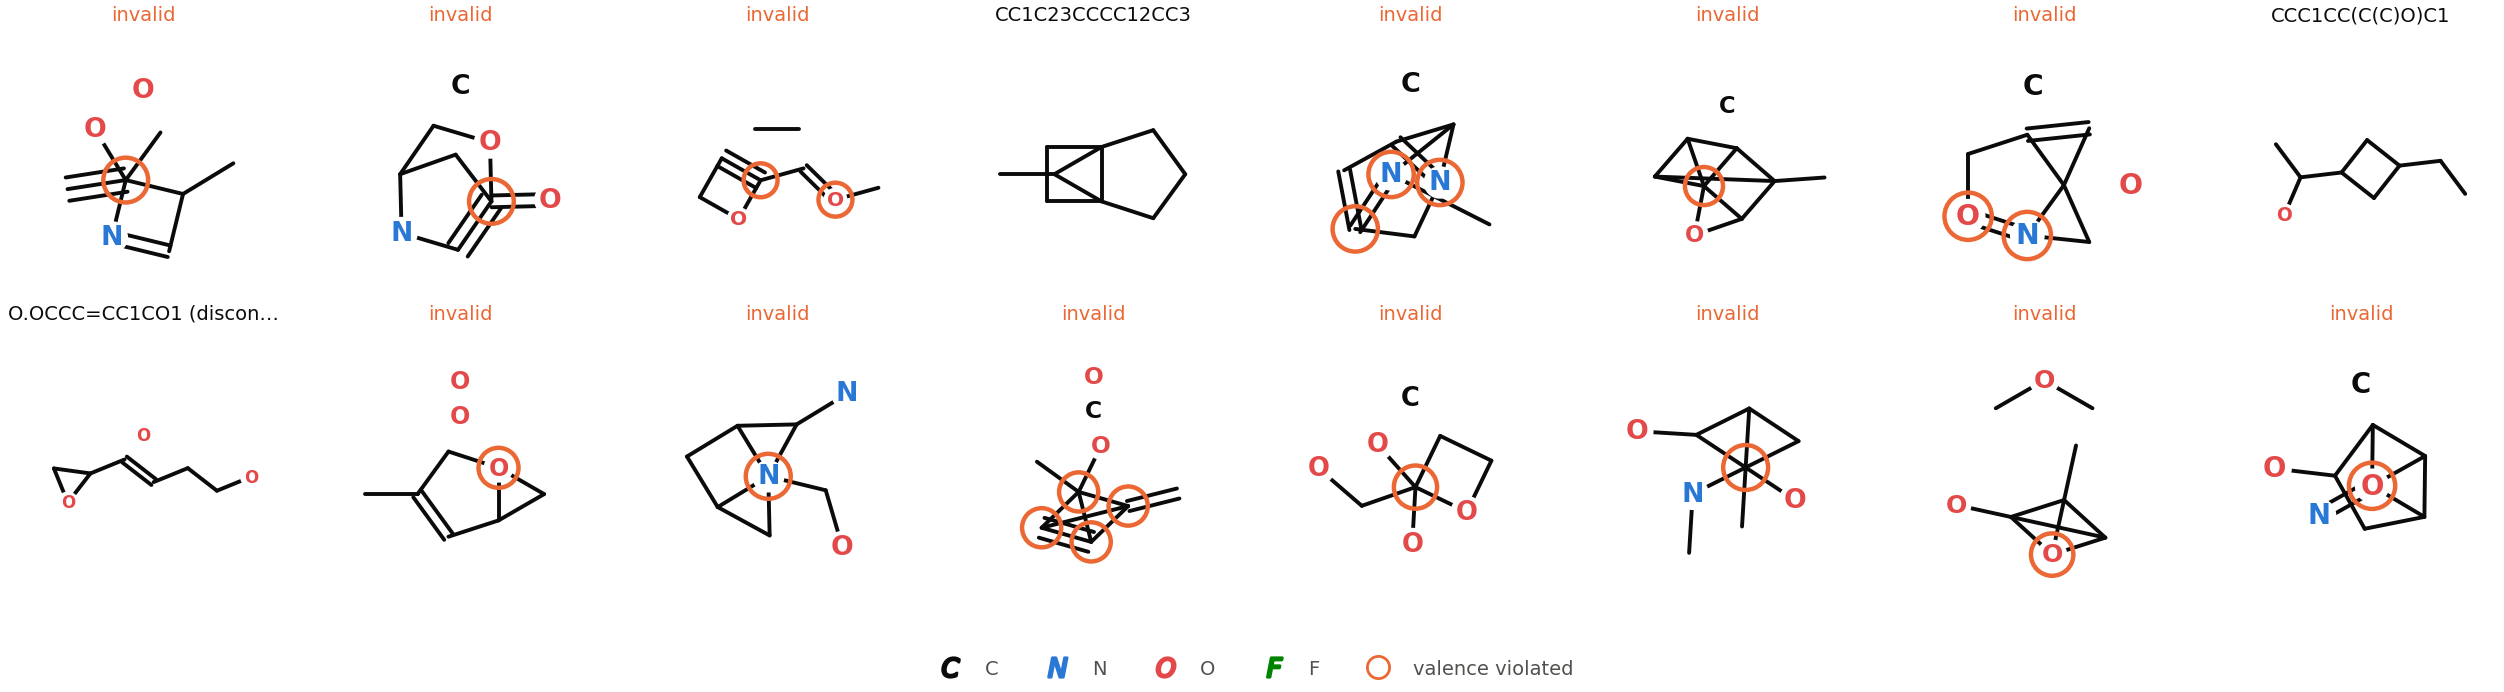 invalid invalid invalid CC1C23CCCC12CC3 invalid invalid invalid CCC1CC(C(C)O)C1
O C C C C
O O O N N O O
N N O O N O
O.OCCC=CC1CO1 (discon... invalid invalid invalid invalid invalid invalid invalid
O O N O C O C
O O O O N C O O O N O O O O O O
O O O O N
C C N N O O F F valence violated